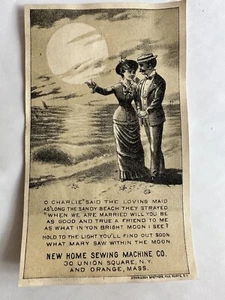 "O CHARLIE" SAID THE LOVING MAID
AS 'LONG THE SANDY BEACH THEY STRAYED
"WHEN WE ARE MARRIED WILL YOU BE
AS GOOD AND TRUE A FRIEND TO ME
AS WHAT IN YON BRIGHT MOON I SEE"
HOLD TO THE LIGHT YOU'LL FIND OUT SOON
WHAT MARY SAW WITHIN THE MOON.
NEW HOME SEWING MACHINE CO.
30 UNION SQUARE, N.Y.
AND ORANGE, MASS.